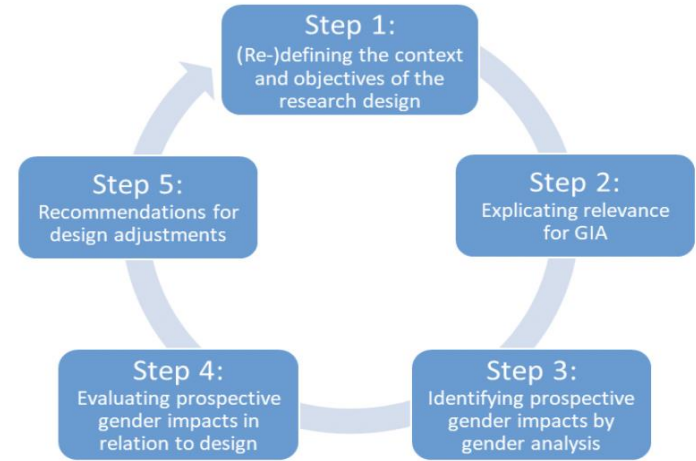 Step 1:
(Re-)defining the context
and objectives of the
research design
Step 2:
Explicating relevance
for GIA
Step 3:
Identifying prospective
gender impacts by
gender analysis
Step 4:
Evaluating prospective
gender impacts in
relation to design
Step 5:
Recommendations for
design adjustments